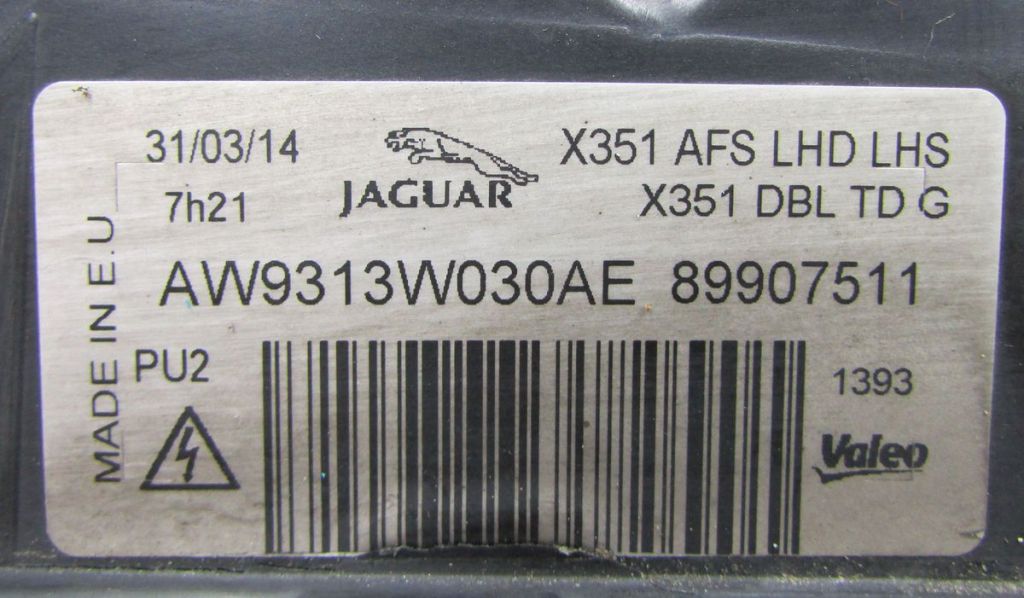 31/03/14
7h21
JAGUAR
X351 AFS LHD LHS
X351 DBL TD G
MADE IN E.U
AW9313W030AE 89907511
PU2
1393
Valeo